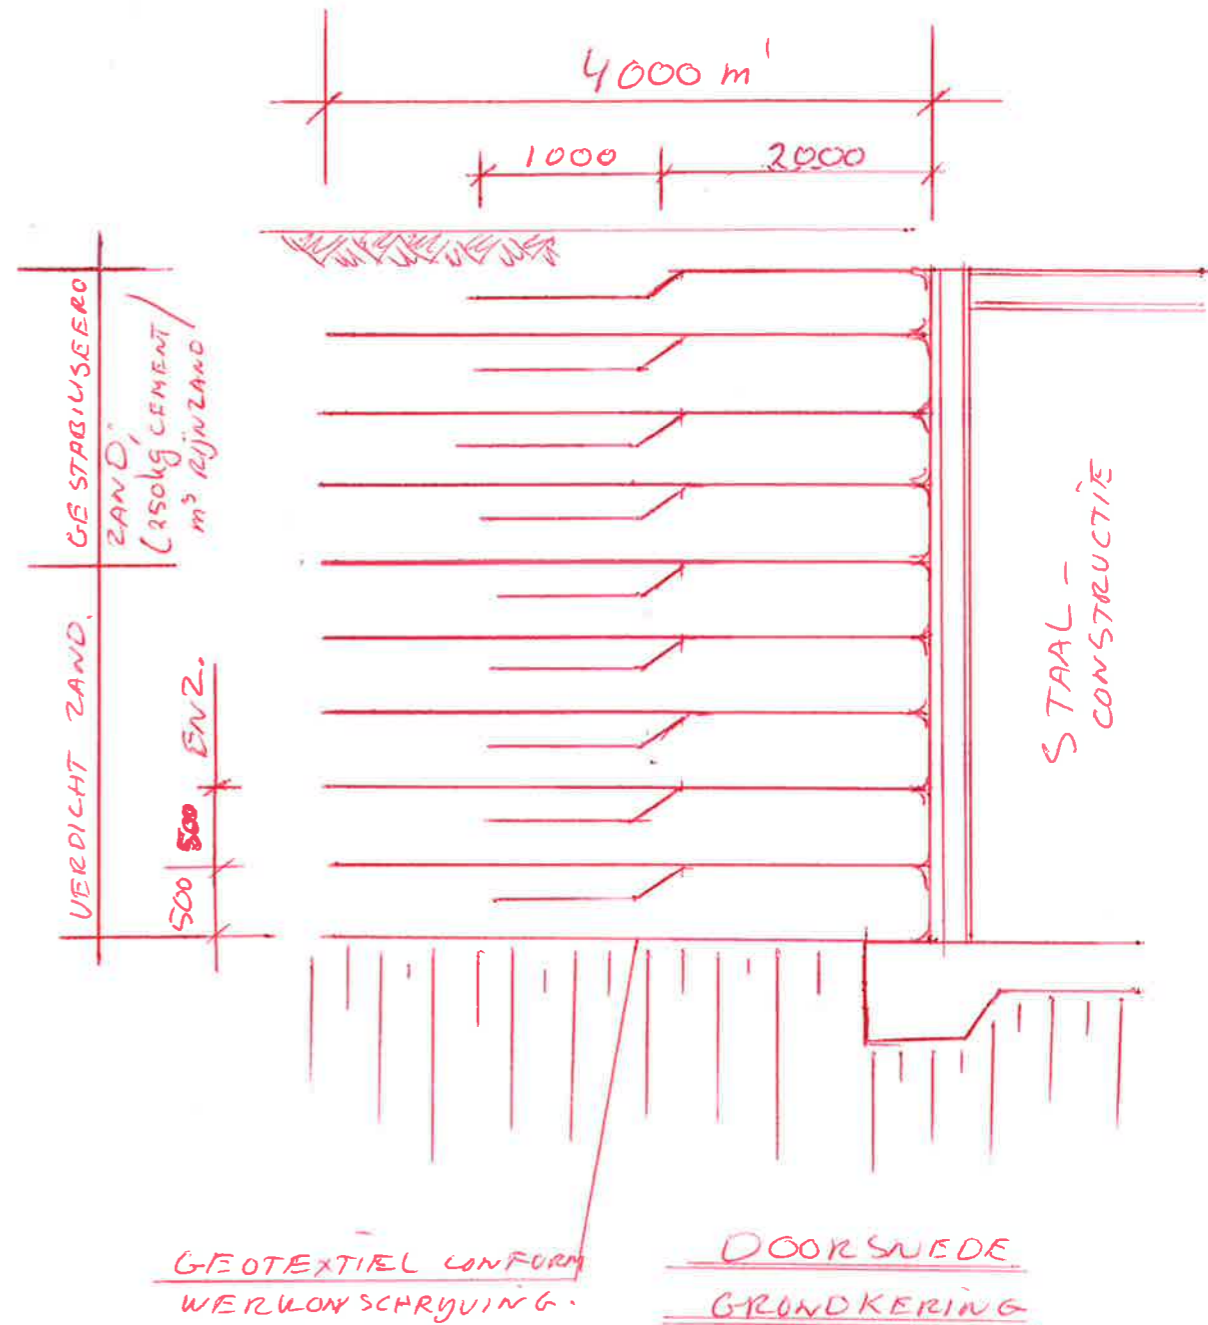 4000 m'
1000
2000
GESTABILISEERD
ZAND,
(250kg CEMENT /
m³ RIJNZAND
VERDICHT ZAND.
500
500
ENZ.
STAAL-
CONSTRUCTIE
GEOTEXTIEL CONFORM
WERKOMSCHRIJVING.
DOORSNEDE
GRONDKERING